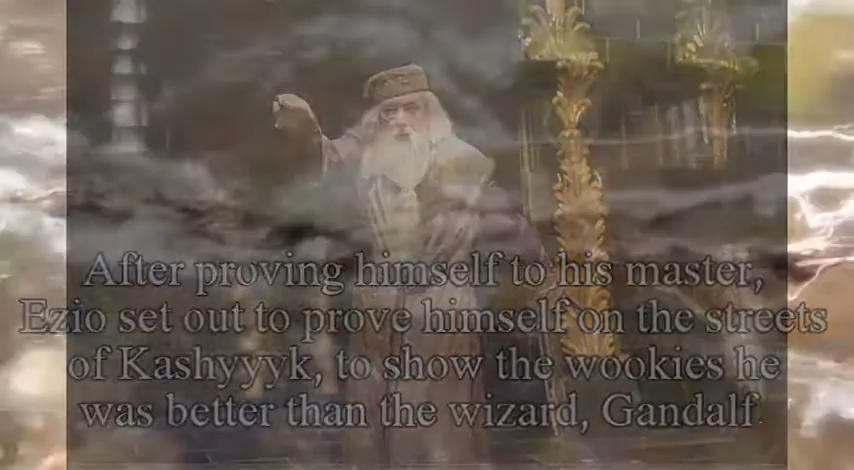 After proving himself to his master,
Ezio set out to prove himself on the streets
of Kashyyyk, to show the wookies he
was better than the wizard, Gandalf.